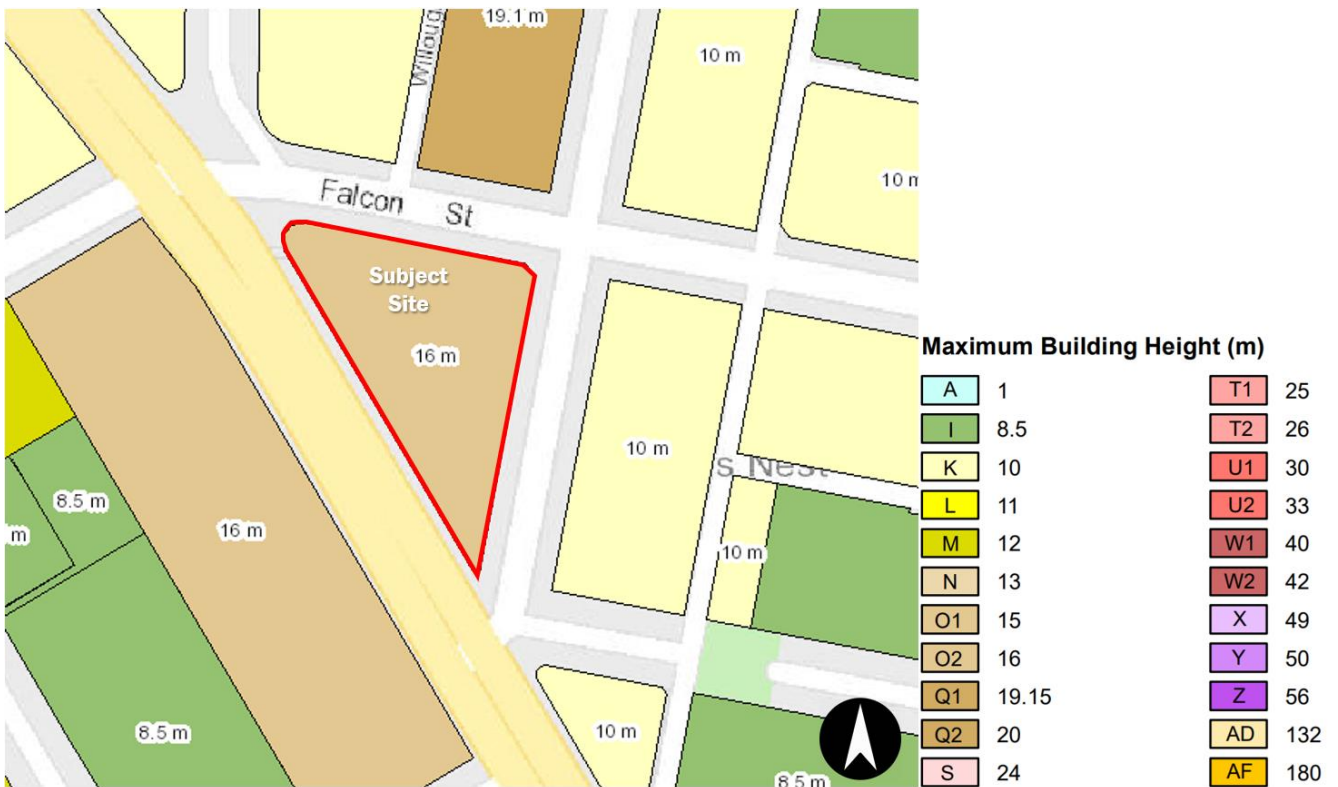 19.1 m
Willoug
10 m
10 m
Falcon St
Subject
Site
16 m
10 m
s Nest
8.5 m
m
16 m
10 m
8.5 m
10 m
8.5 m
Maximum Building Height (m)
A 1
I 8.5
K 10
L 11
M 12
N 13
O1 15
O2 16
Q1 19.15
Q2 20
S 24
T1 25
T2 26
U1 30
U2 33
W1 40
W2 42
X 49
Y 50
Z 56
AD 132
AF 180